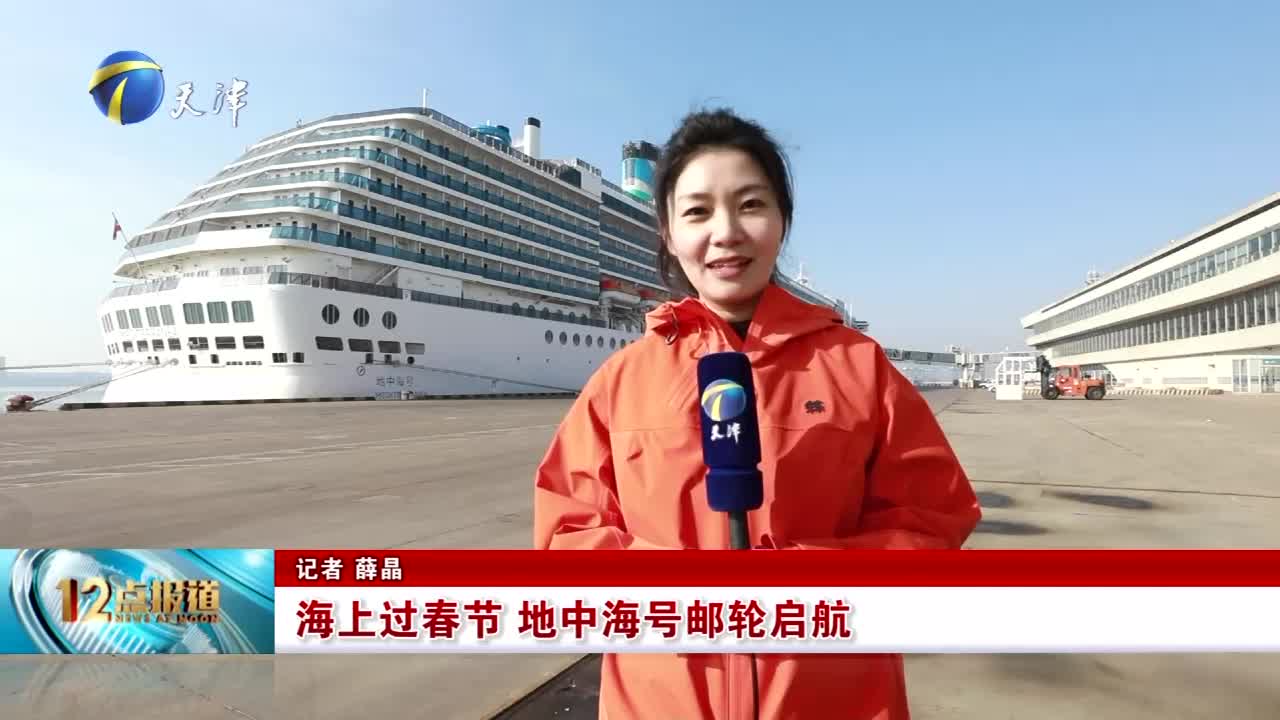 天津
地中海号
天津
12点报道
NEWS AT NOON
记者 薛晶
海上过春节 地中海号邮轮启航